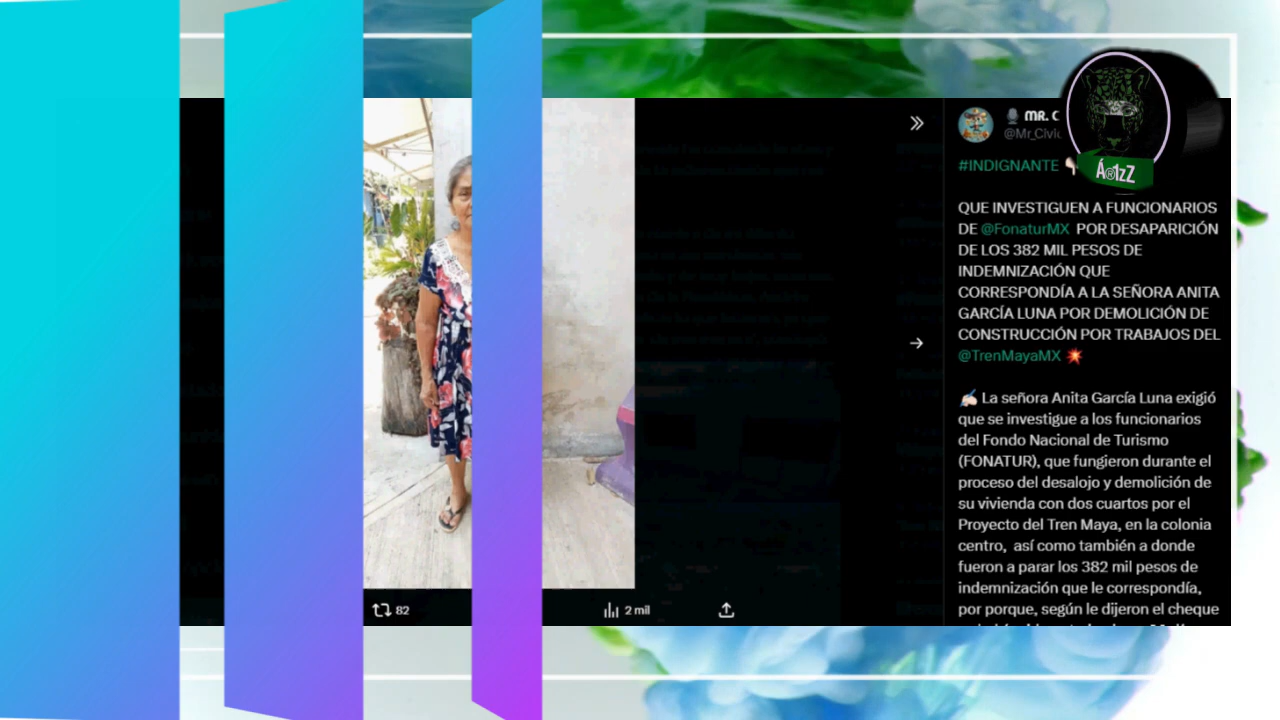 MR. C
@Mr_Civic
#INDIGNANTE
Á®1zZ
QUE INVESTIGUEN A FUNCIONARIOS
DE @FonaturMX POR DESAPARICIÓN
DE LOS 382 MIL PESOS DE
INDEMNIZACIÓN QUE
CORRESPONDÍA A LA SEÑORA ANITA
GARCÍA LUNA POR DEMOLICIÓN DE
CONSTRUCCIÓN POR TRABAJOS DEL
@TrenMayaMX
La señora Anita García Luna exigió
que se investigue a los funcionarios
del Fondo Nacional de Turismo
(FONATUR), que fungieron durante el
proceso del desalojo y demolición de
su vivienda con dos cuartos por el
Proyecto del Tren Maya, en la colonia
centro, así como también a donde
fueron a parar los 382 mil pesos de
indemnización que le correspondía,
por porque, según le dijeron el cheque
82
2 mil